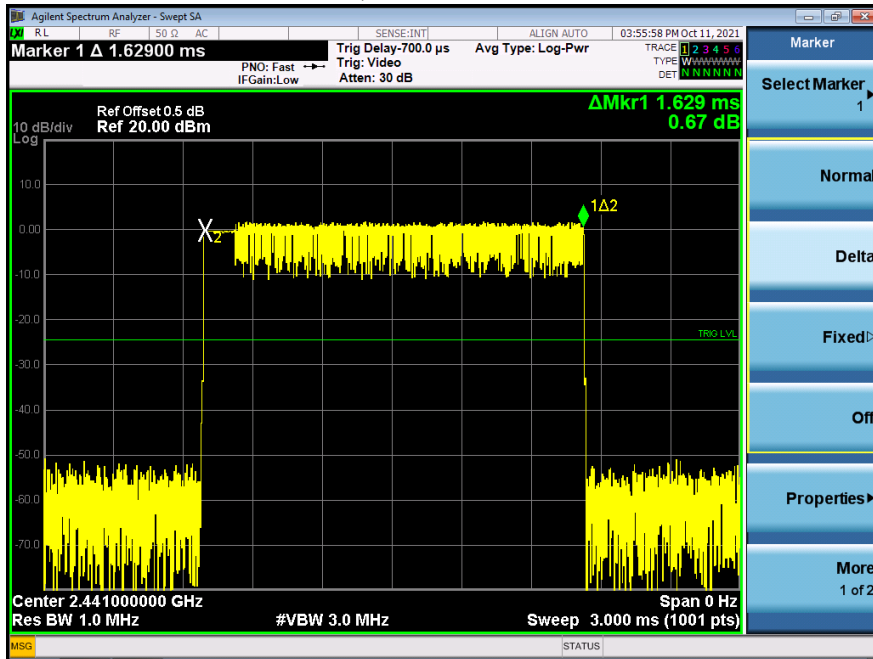 Agilent Spectrum Analyzer - Swept SA
LXI RL RF 50 Ω AC SENSE:INT ALIGN AUTO 03:55:58 PM Oct 11, 2021
Marker 1 Δ 1.62900 ms
PNO: Fast
IFGain:Low
Trig Delay-700.0 µs
Trig: Video
Atten: 30 dB
Avg Type: Log-Pwr
TRACE 1 2 3 4 5 6
TYPE WWWWWW
DET N N N N N N
Marker
Select Marker
1
Normal
Delta
Fixed
Off
Properties
More
1 of 2
ΔMkr1 1.629 ms
0.67 dB
Ref Offset 0.5 dB
10 dB/div Ref 20.00 dBm
Log
10.0
1Δ2
0.00
X2
-10.0
-20.0
TRIG LVL
-30.0
-40.0
-50.0
-60.0
-70.0
Center 2.441000000 GHz Span 0 Hz
Res BW 1.0 MHz #VBW 3.0 MHz Sweep 3.000 ms (1001 pts)
MSG STATUS